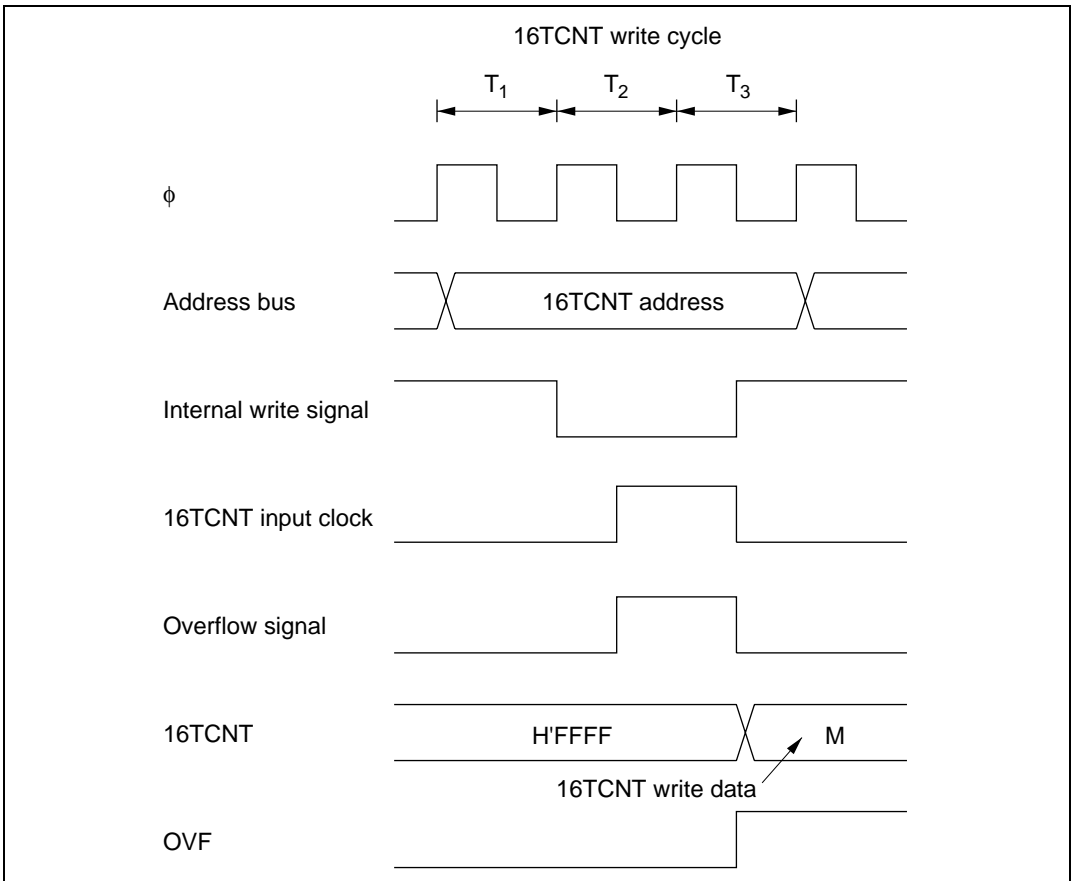 16TCNT write cycle
T1 T2 T3
φ
Address bus 16TCNT address
Internal write signal
16TCNT input clock
Overflow signal
16TCNT H'FFFF M
16TCNT write data
OVF